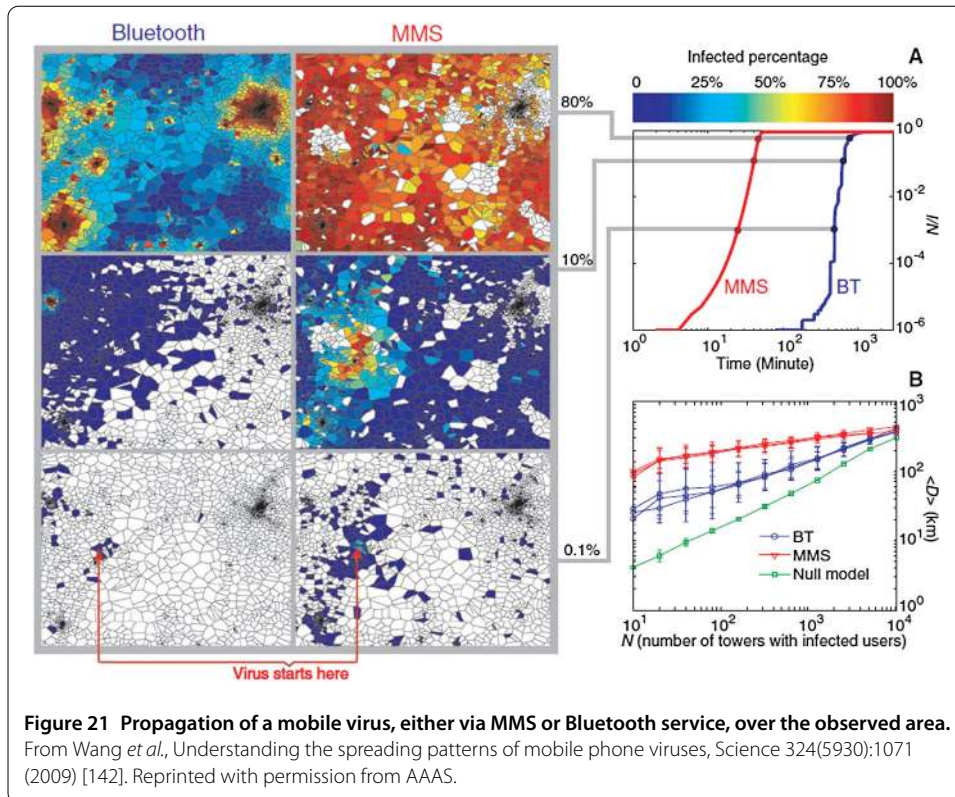 Bluetooth
MMS
A
Infected percentage
0 25% 50% 75% 100%
80%
10%
0.1%
10^0
10^-2
10^-4
10^-6
I/N
MMS
BT
10^0 10^1 10^2 10^3
Time (Minute)
B
10^3
10^2
10^1
10^0
<D> (km)
BT
MMS
Null model
10^1 10^2 10^3 10^4
N (number of towers with infected users)
Virus starts here
Figure 21 Propagation of a mobile virus, either via MMS or Bluetooth service, over the observed area.
From Wang et al., Understanding the spreading patterns of mobile phone viruses, Science 324(5930):1071
(2009) [142]. Reprinted with permission from AAAS.